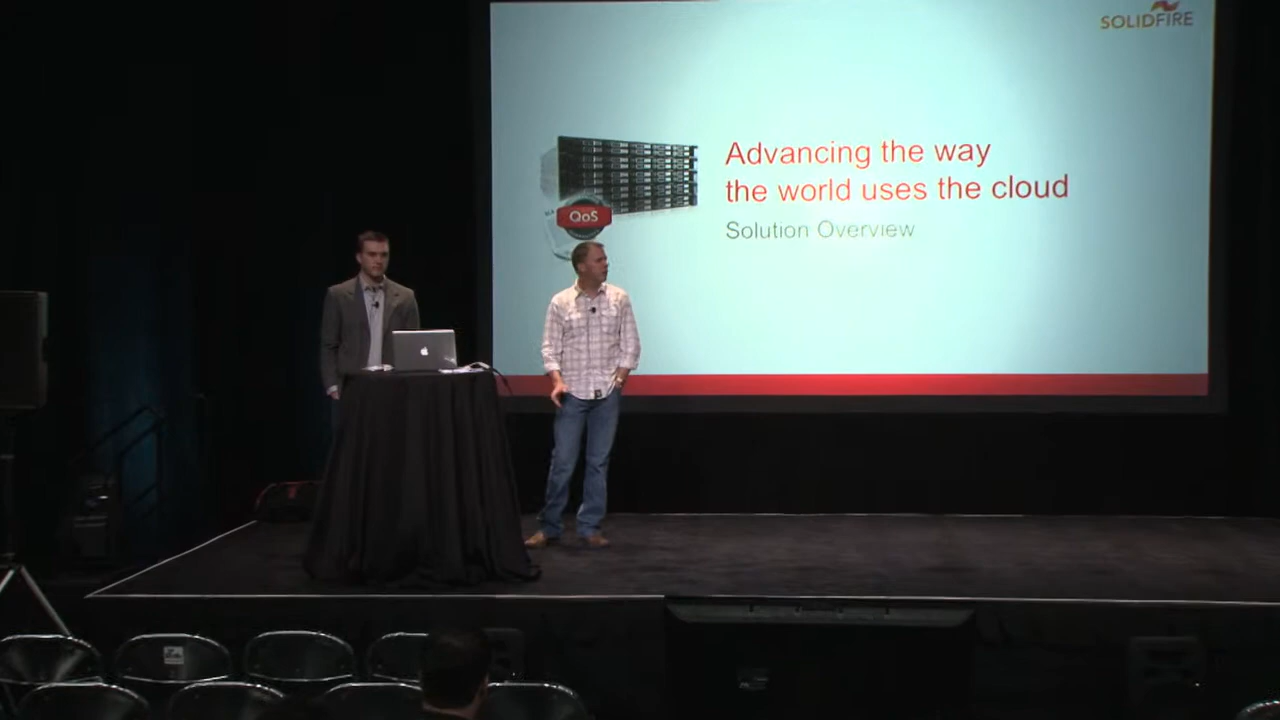 SOLIDFIRE
Advancing the way
the world uses the cloud
QoS
Solution Overview